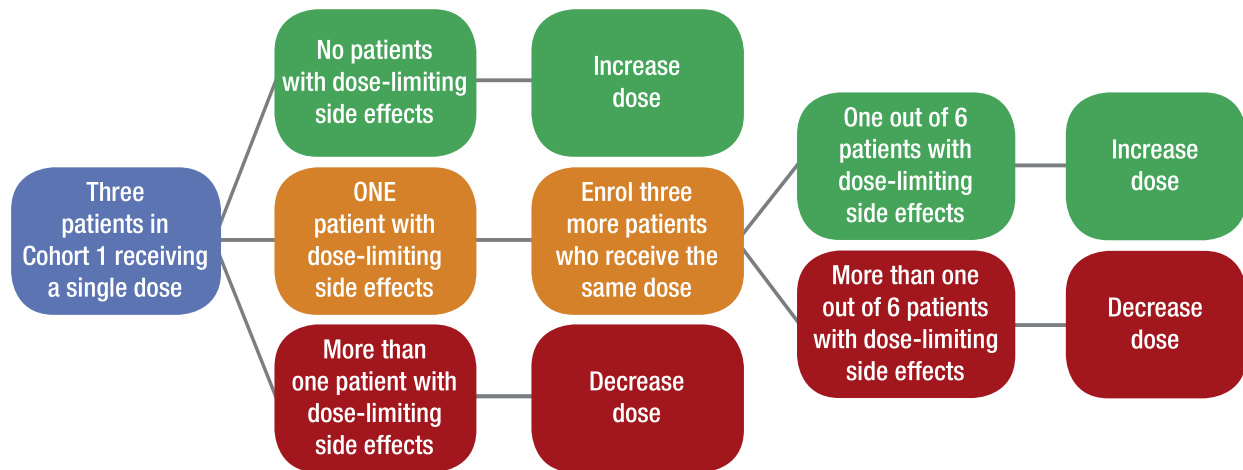 Three
patients in
Cohort 1 receiving
a single dose
No patients
with dose-limiting
side effects
Increase
dose
ONE
patient with
dose-limiting
side effects
Enrol three
more patients
who receive the
same dose
One out of 6
patients with
dose-limiting
side effects
Increase
dose
More than one
out of 6 patients
with dose-limiting
side effects
Decrease
dose
More than
one patient with
dose-limiting
side effects
Decrease
dose